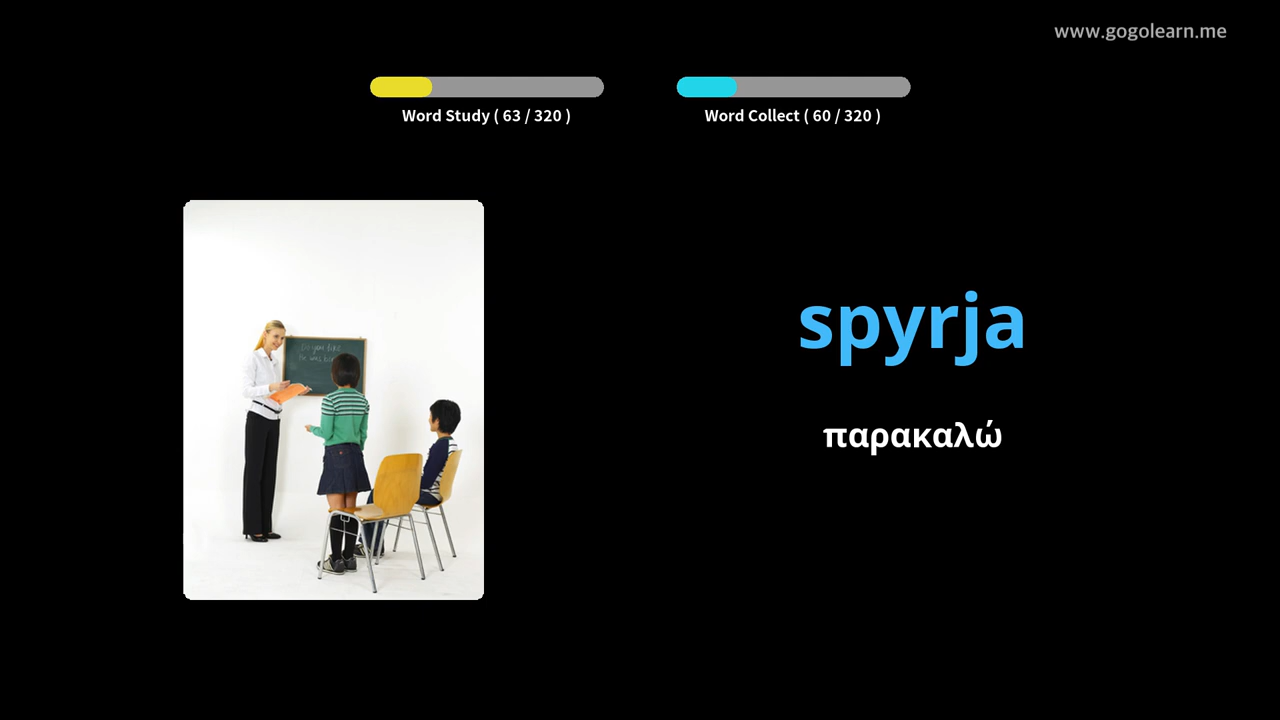 www.gogolearn.me
Word Study ( 63 / 320 )
Word Collect ( 60 / 320 )
spyrja
παρακαλώ